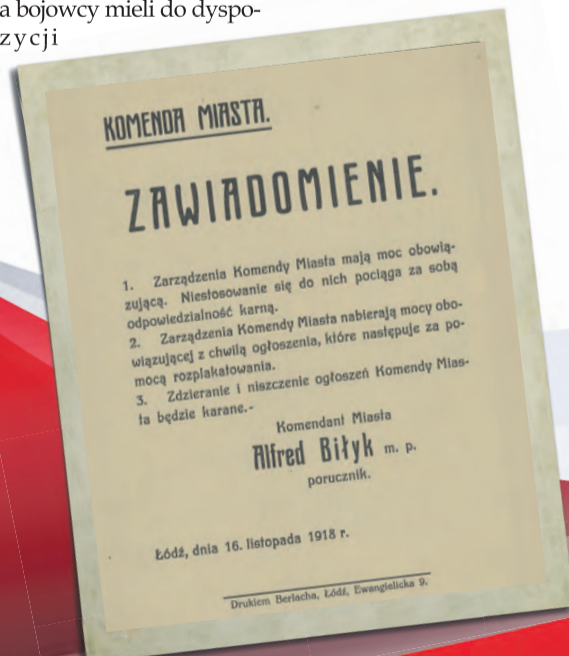 a bojowcy mieli do dyspo-
zycji
KOMENDA MIASTA.
ZAWIADOMIENIE.
1. Zarządzenia Komendy Miasta mają moc obowią-
zującą. Niestosowanie się do nich pociąga za sobą
odpowiedzialność karną.
2. Zarządzenia Komendy Miasta nabierają mocy obo-
wiązującej z chwilą ogłoszenia, które następuje za po-
mocą rozplakatowania.
3. Zdzieranie i niszczenie ogłoszeń Komendy Mias-
ta będzie karane.-
Komendant Miasta
Alfred Biłyk m. p.
porucznik.
Łódź, dnia 16. listopada 1918 r.
Drukiem Berlacha, Łódź, Ewangielicka 9.